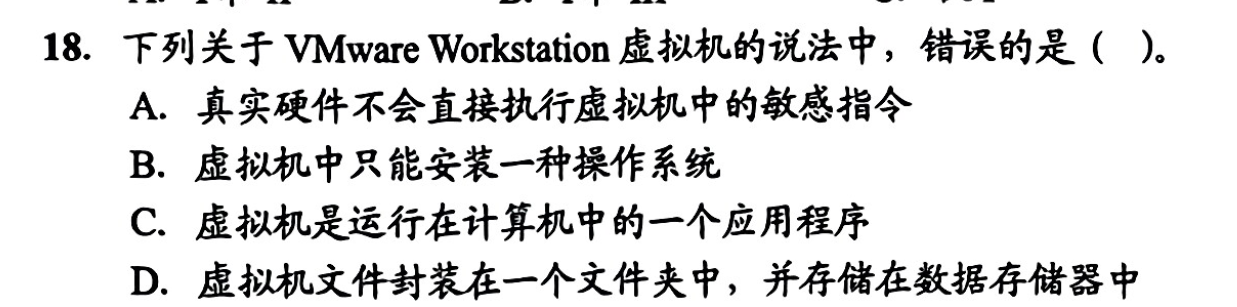 18. 下列关于 VMware Workstation 虚拟机的说法中，错误的是（ ）。
A. 真实硬件不会直接执行虚拟机中的敏感指令
B. 虚拟机中只能安装一种操作系统
C. 虚拟机是运行在计算机中的一个应用程序
D. 虚拟机文件封装在一个文件夹中，并存储在数据存储器中